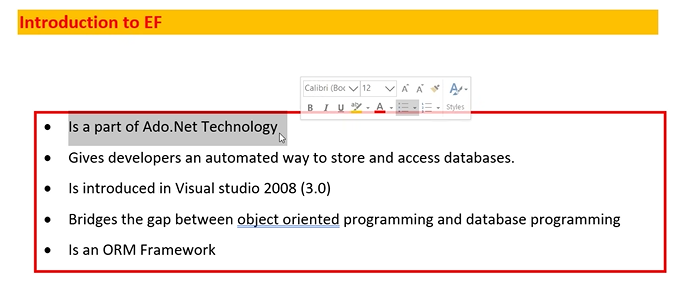 Introduction to EF
Calibri (Boc 12 A A A
B I U ab A Styles
• Is a part of Ado.Net Technology
• Gives developers an automated way to store and access databases.
• Is introduced in Visual studio 2008 (3.0)
• Bridges the gap between object oriented programming and database programming
• Is an ORM Framework